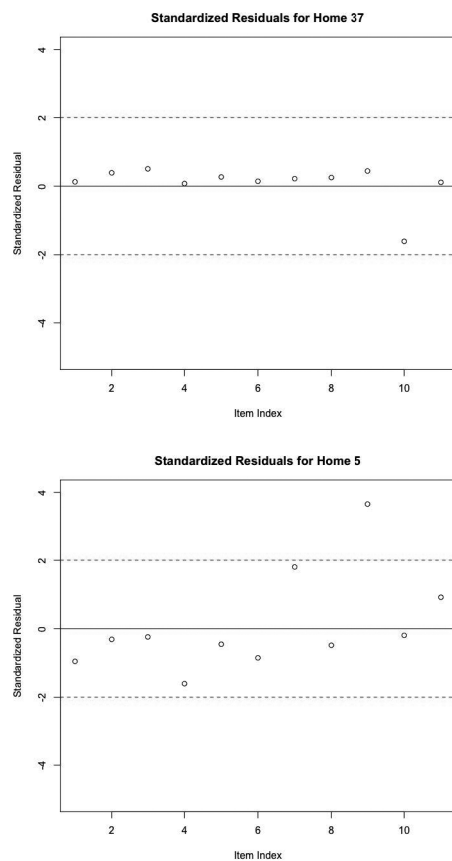 Standardized Residuals for Home 37
4
2
0
-2
-4
Standardized Residual
2 4 6 8 10
Item Index
Standardized Residuals for Home 5
4
2
0
-2
-4
Standardized Residual
2 4 6 8 10
Item Index